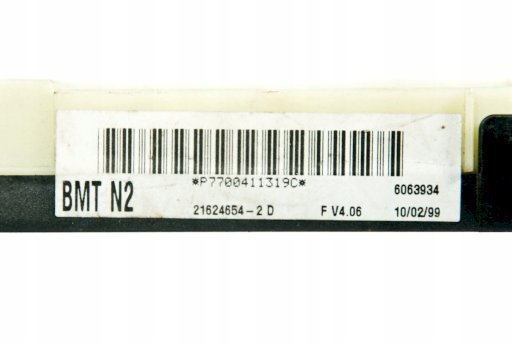 *P7700411319C*
6063934
BMT N2
21624654-2 D F V4.06 10/02/99